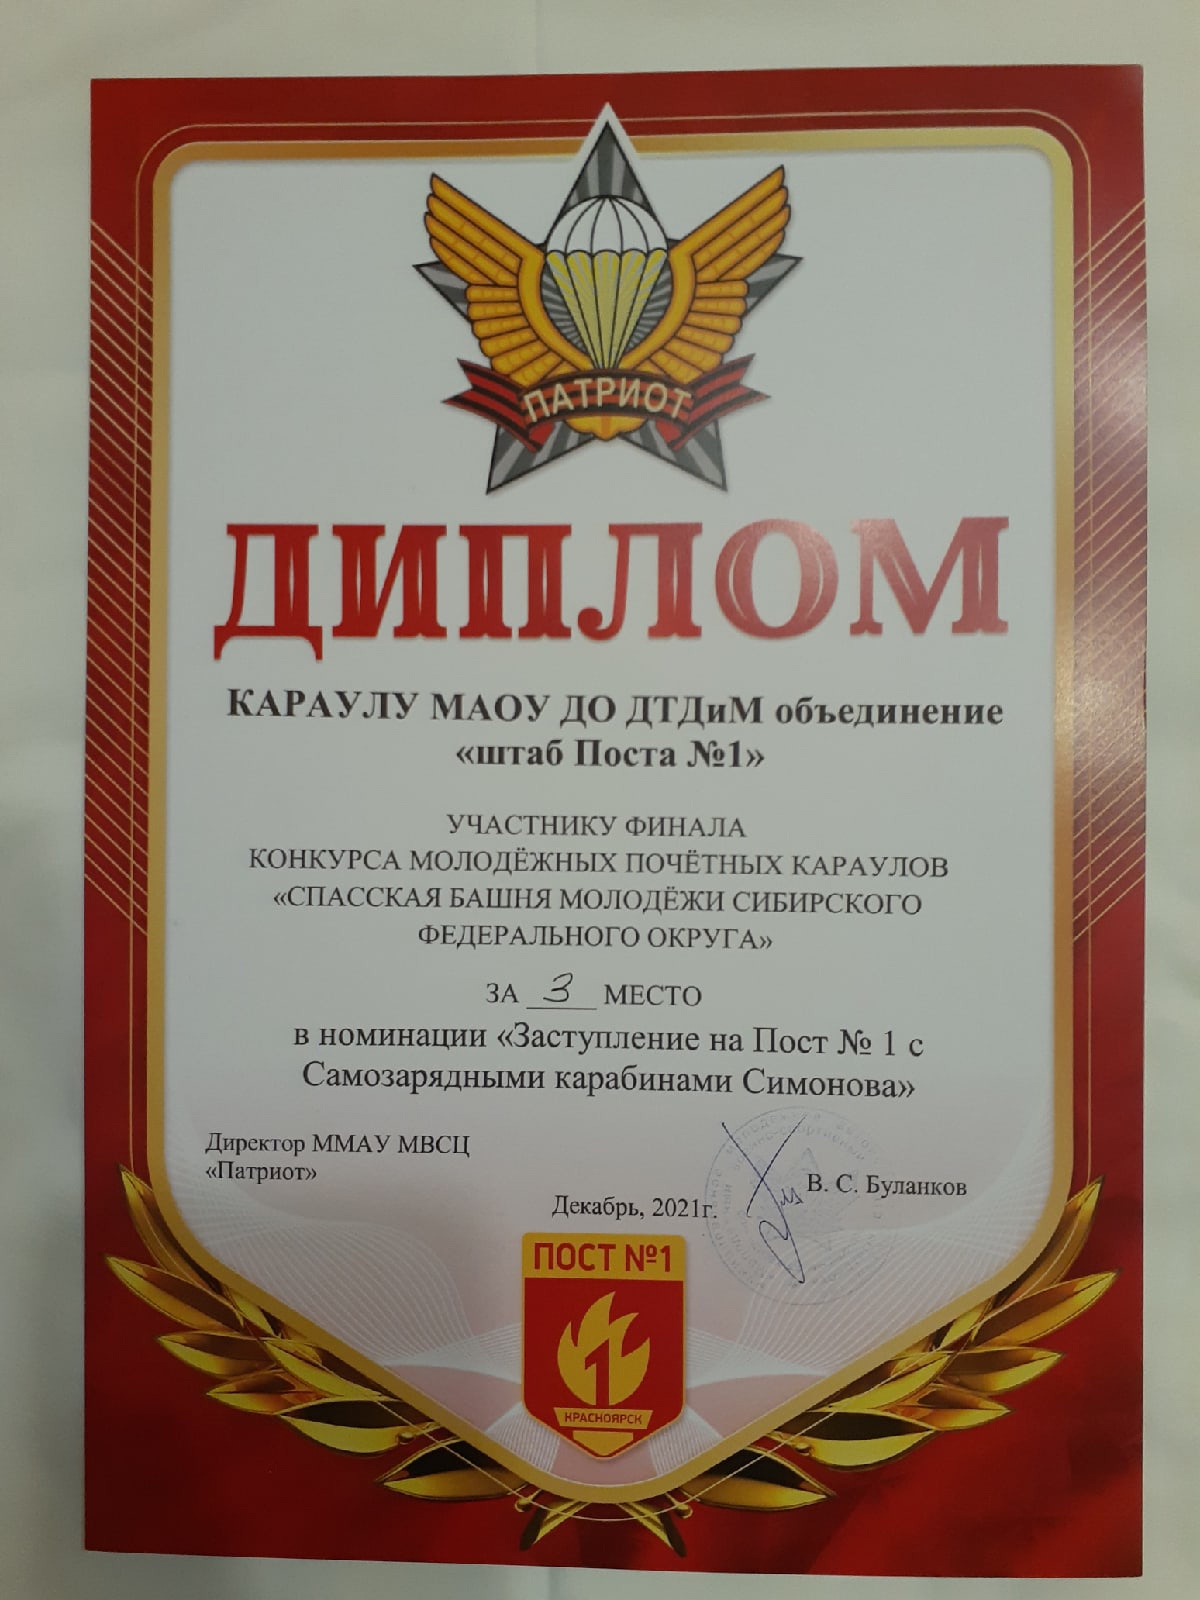 ПАТРИОТ
ДИПЛОМ
КАРАУЛУ МАОУ ДО ДТДиМ объединение
«штаб Поста №1»
УЧАСТНИКУ ФИНАЛА
КОНКУРСА МОЛОДЁЖНЫХ ПОЧЁТНЫХ КАРАУЛОВ
«СПАССКАЯ БАШНЯ МОЛОДЁЖИ СИБИРСКОГО
ФЕДЕРАЛЬНОГО ОКРУГА»
ЗА 3 МЕСТО
в номинации «Заступление на Пост № 1 с
Самозарядными карабинами Симонова»
Директор ММАУ МВСЦ
«Патриот»
В. С. Буланков
Декабрь, 2021г.
ПОСТ №1
1
КРАСНОЯРСК